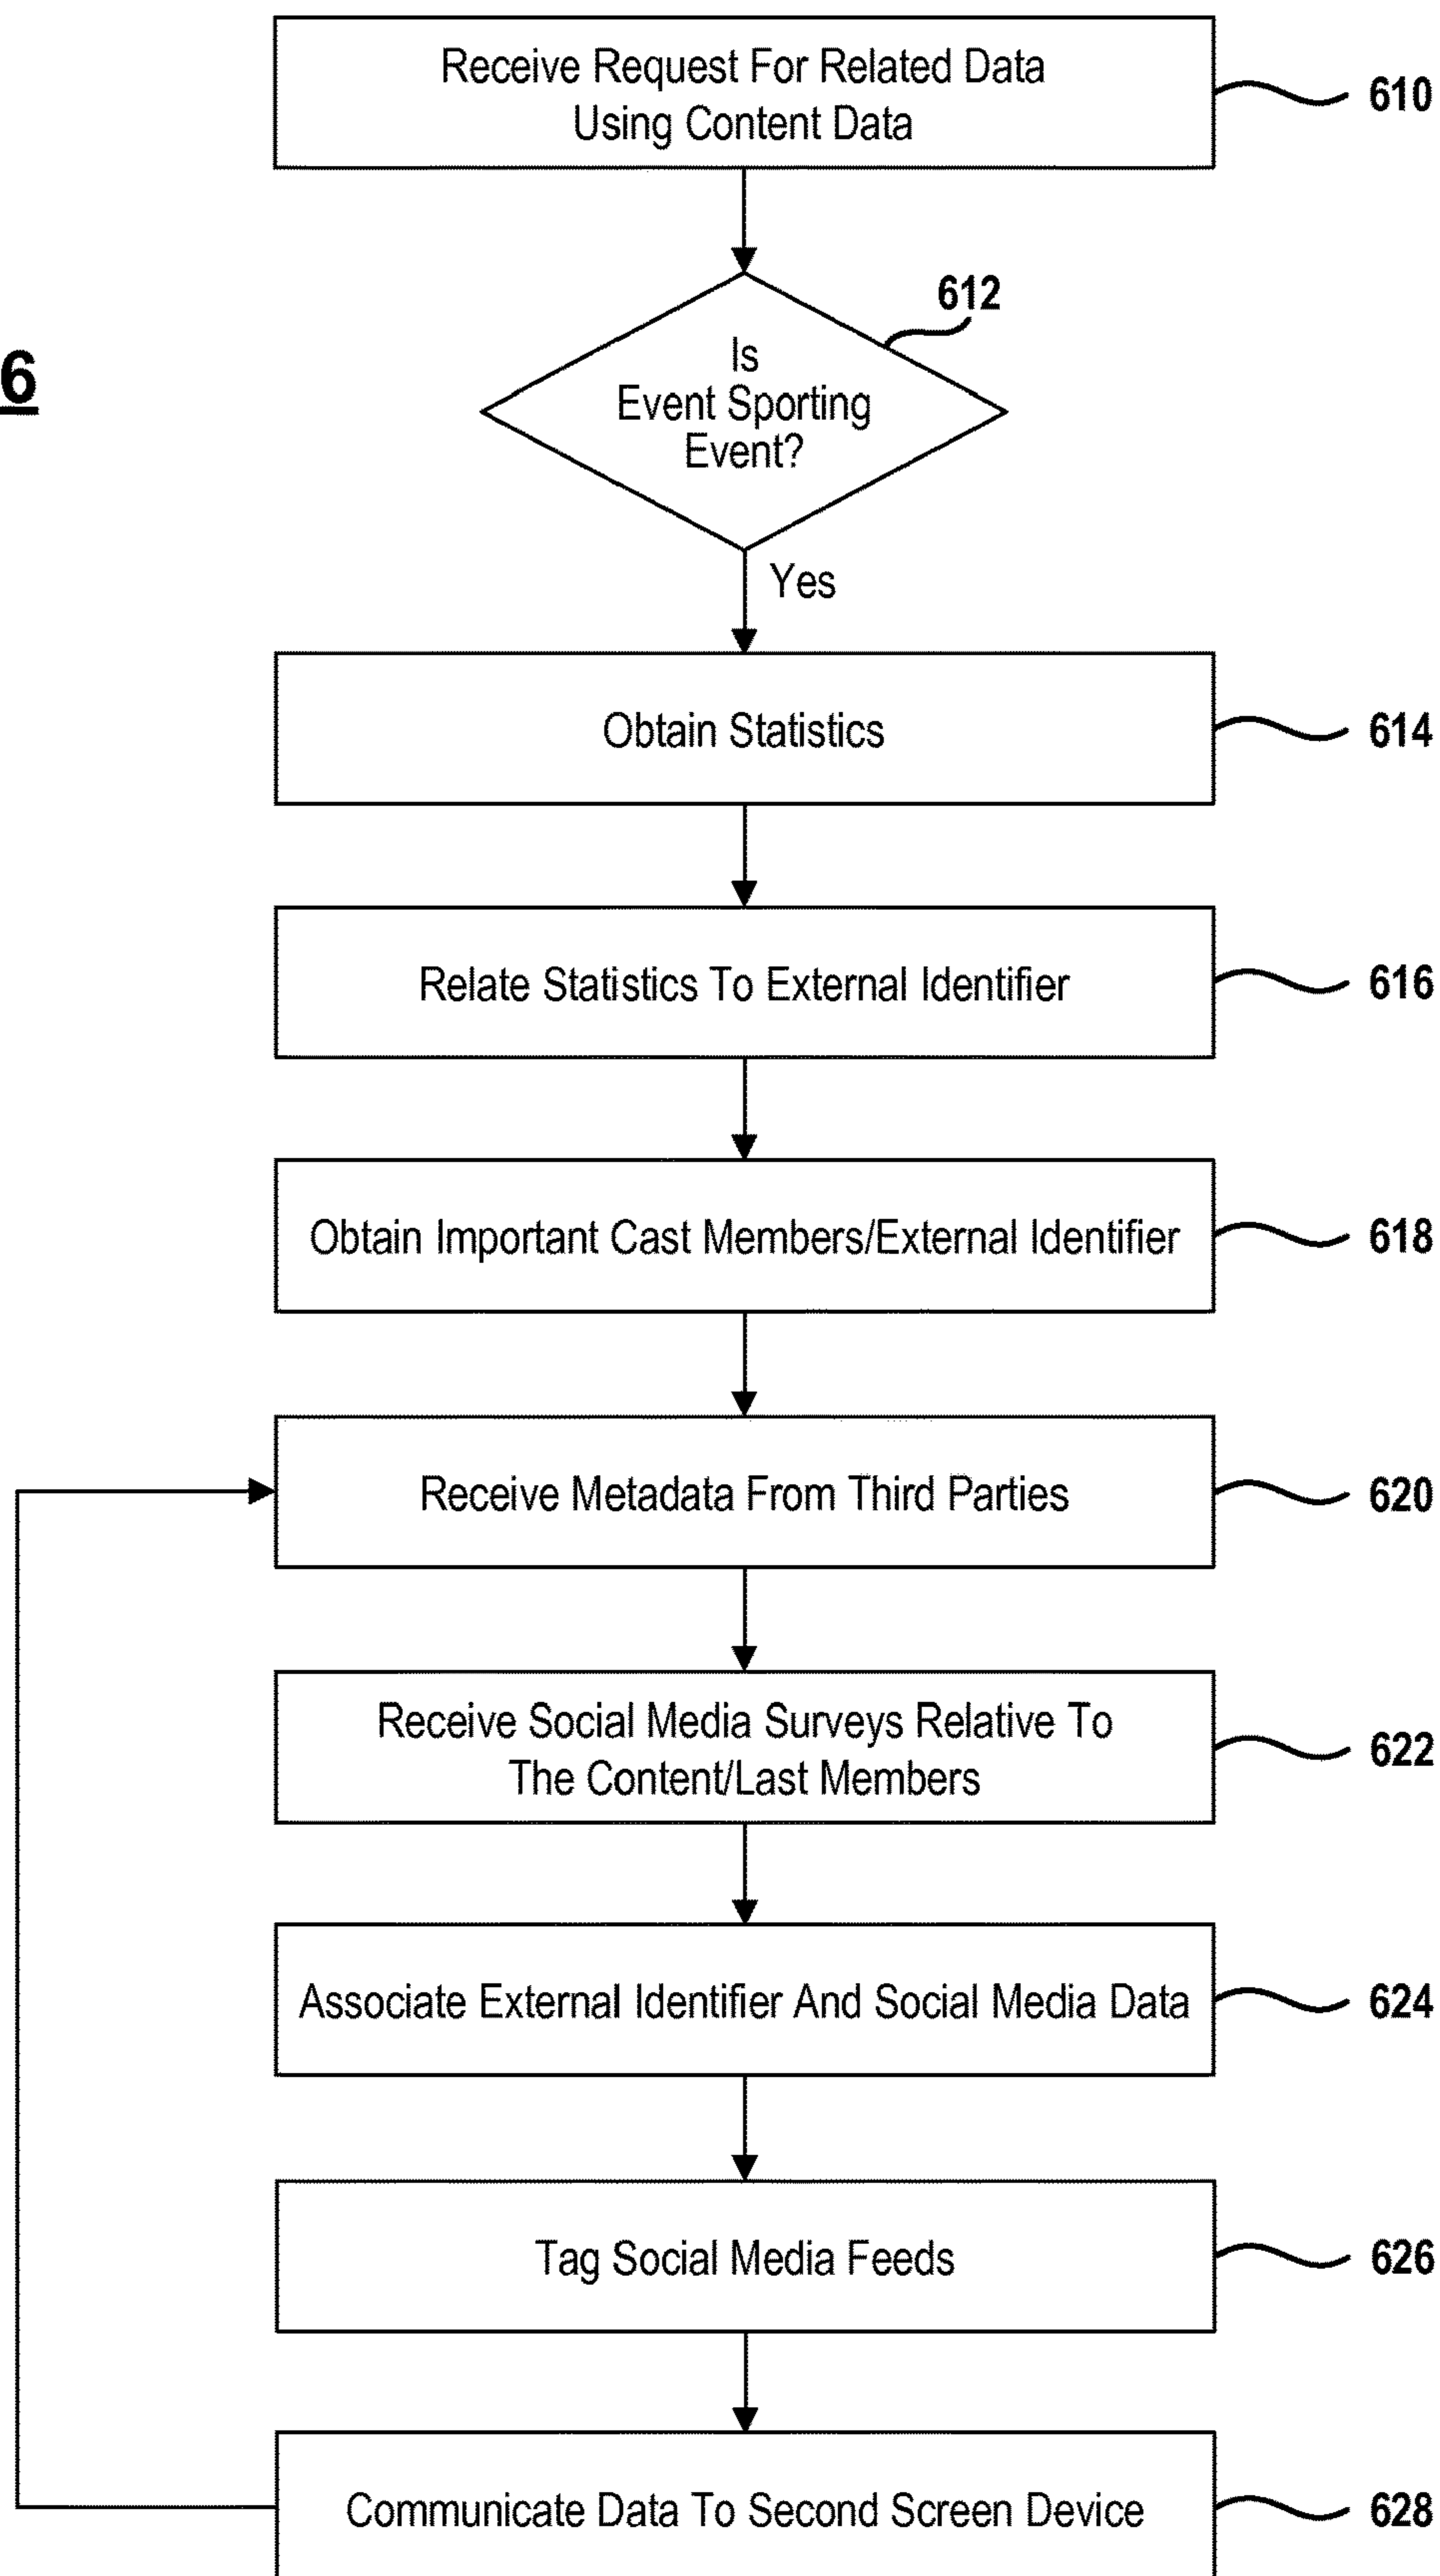 Receive Request For Related Data
Using Content Data
610
612
6
Is
Event Sporting
Event?
Yes
Obtain Statistics
614
Relate Statistics To External Identifier
616
Obtain Important Cast Members/External Identifier
618
Receive Metadata From Third Parties
620
Receive Social Media Surveys Relative To
The Content/Last Members
622
Associate External Identifier And Social Media Data
624
Tag Social Media Feeds
626
Communicate Data To Second Screen Device
628